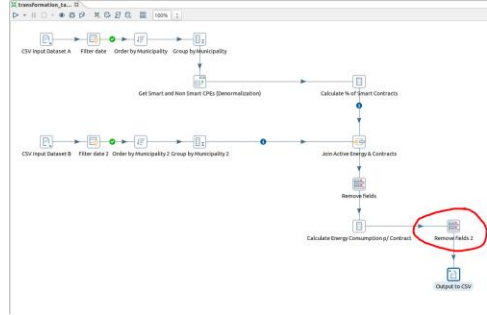 transformation_ta...
100%
CSV Input Dataset A
Filter date
Order by Municipality
Group by Municipality
Get Smart and Non Smart CPEs (Denormalization)
Calculate % of Smart Contracts
CSV Input Dataset B
Filter date 2
Order by Municipality 2
Group by Municipality 2
Join Active Energy & Contracts
Remove fields
Calculate Energy Consumption p/ Contract
Remove fields 2
Output to CSV